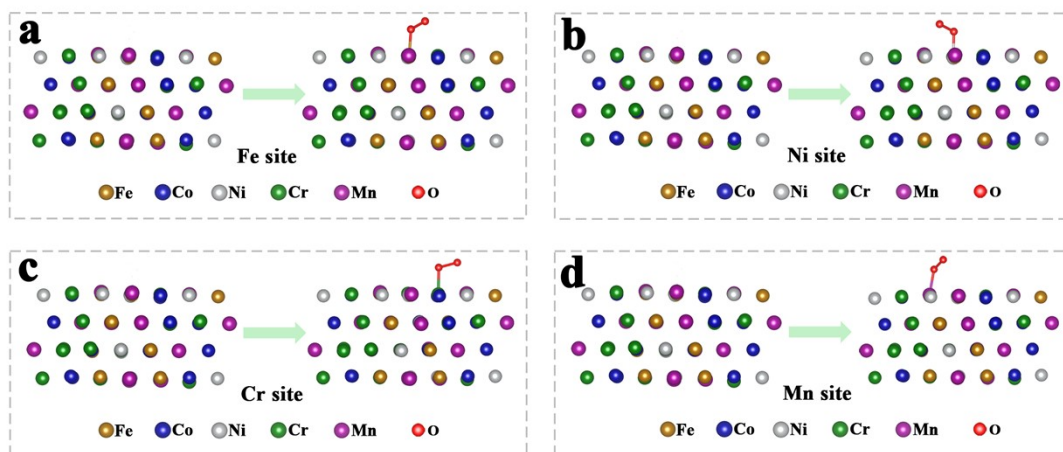 a
Fe site
Fe Co Ni Cr Mn O
b
Ni site
Fe Co Ni Cr Mn O
c
Cr site
Fe Co Ni Cr Mn O
d
Mn site
Fe Co Ni Cr Mn O